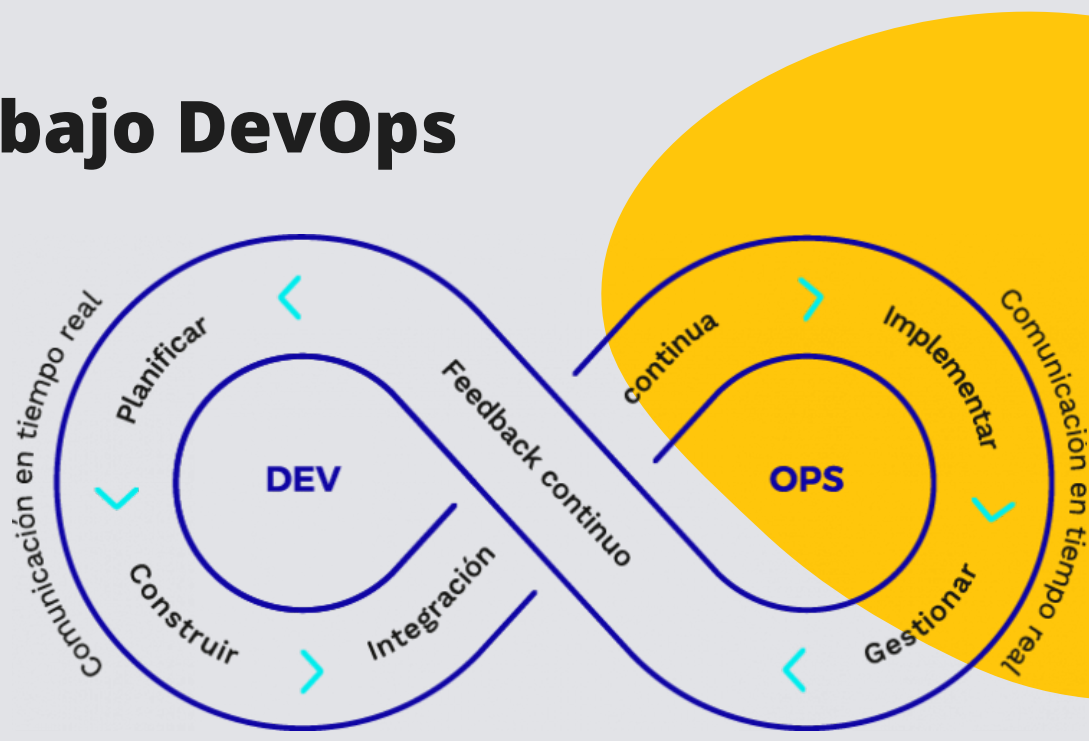 bajo DevOps
Comunicación en tiempo real
Planificar
DEV
Construir
Integración
continua
Feedback continuo
OPS
Implementar
Gestionar
Comunicación en tiempo real